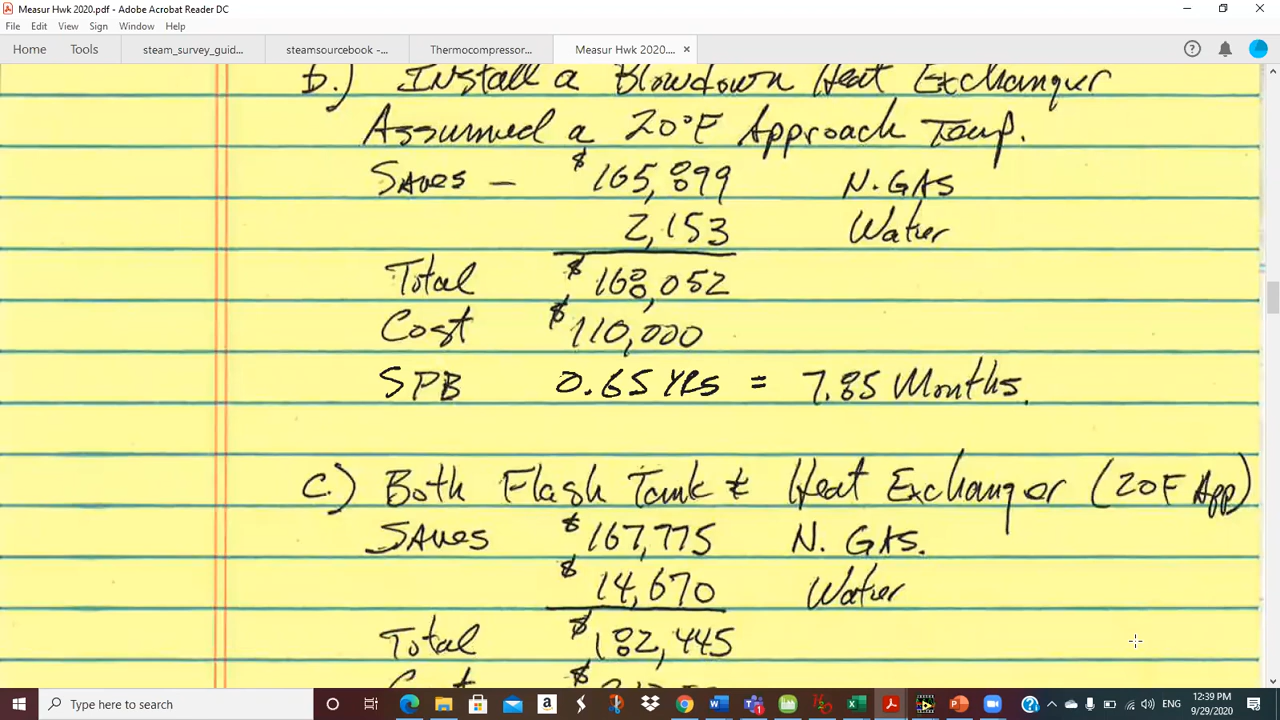 Measur Hwk 2020.pdf - Adobe Acrobat Reader DC
File Edit View Sign Window Help
Home Tools steam_survey_guid... steamsourcebook -... Thermocompressor... Measur Hwk 2020.... ×
b.) Install a Blowdown Heat Exchanger
Assumed a 20°F Approach Temp.
Saves – $165,899 N. GAS
2,153 Water
Total $168,052
Cost $110,000
SPB 0.65 YRS = 7.85 Months.
c.) Both Flash Tank & Heat Exchanger (20F App)
Saves $167,775 N. GAS.
$14,670 Water
Total $182,445
Cost $
Type here to search
ENG
12:39 PM
9/29/2020